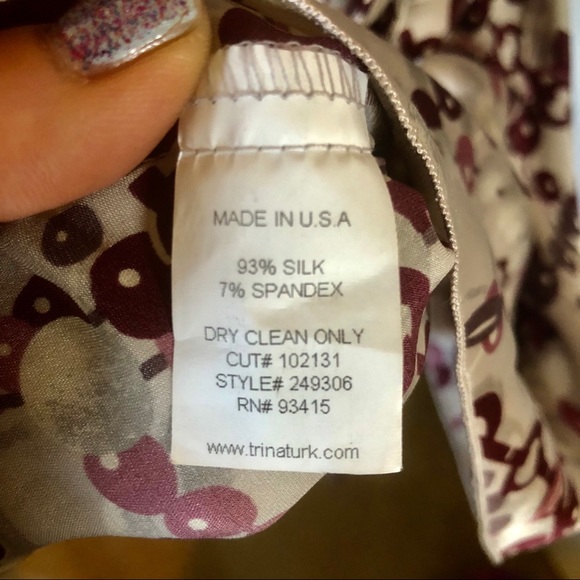 MADE IN U.S.A
93% SILK
7% SPANDEX
DRY CLEAN ONLY
CUT# 102131
STYLE# 249306
RN# 93415
www.trinaturk.com